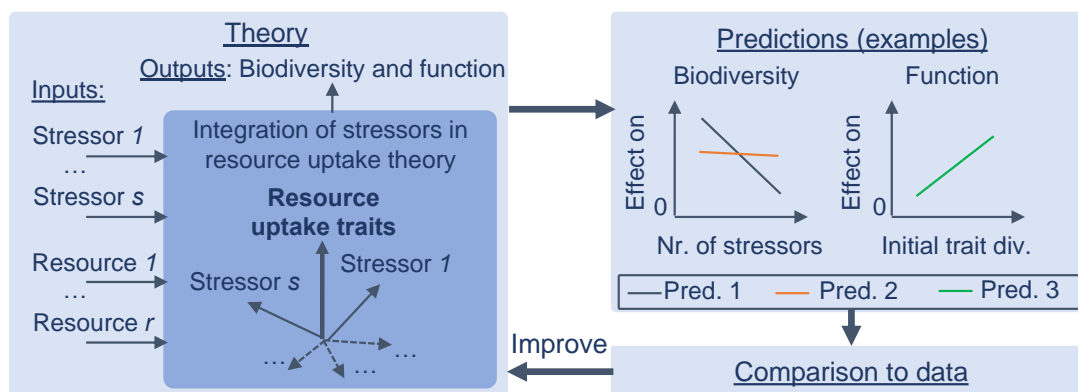 Theory
Outputs: Biodiversity and function
Inputs:
Stressor 1
…
Stressor s
Resource 1
…
Resource r
Integration of stressors in
resource uptake theory
Resource
uptake traits
Stressor 1
Stressor s
…
…
…
Predictions (examples)
Biodiversity
Effect on
0
Nr. of stressors
Function
Effect on
0
Initial trait div.
Pred. 1
Pred. 2
Pred. 3
Improve
Comparison to data